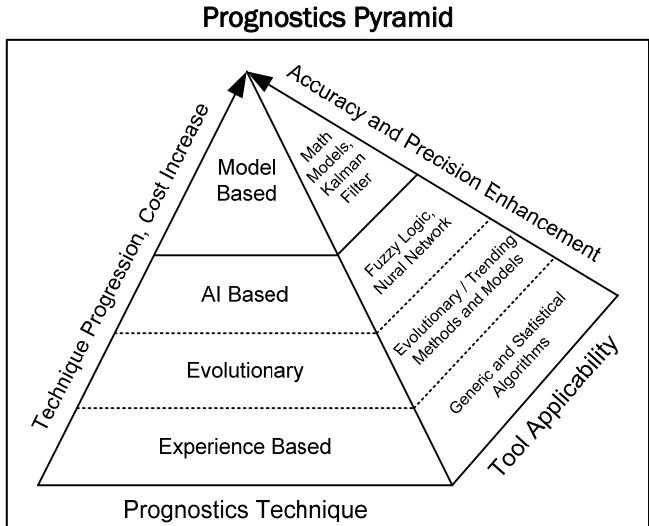 Prognostics Pyramid
Technique Progression, Cost Increase
Accuracy and Precision Enhancement
Model
Based
Math
Models,
Kalman
Filter
AI Based
Fuzzy Logic,
Nural Network
Evolutionary
Evolutionary / Trending
Methods and Models
Experience Based
Generic and Statistical
Algorithms
Prognostics Technique
Tool Applicability